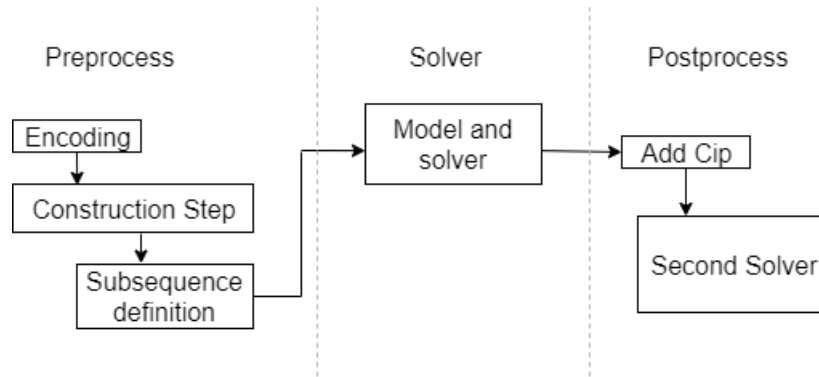 Preprocess
Solver
Postprocess
Encoding
Construction Step
Subsequence
definition
Model and
solver
Add Cip
Second Solver